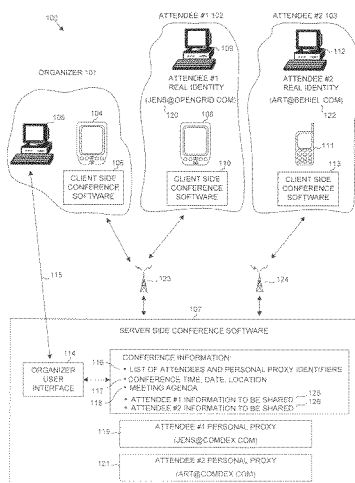 100
ORGANIZER 101
ATTENDEE #1 102
ATTENDEE #2 103
109
112
ATTENDEE #1
REAL IDENTITY
(JENS@OPENGRID.COM)
ATTENDEE #2
REAL IDENTITY
(ART@BEHIEL.COM)
120
122
105
104
108
111
106
110
113
CLIENT SIDE
CONFERENCE
SOFTWARE
CLIENT SIDE
CONFERENCE
SOFTWARE
CLIENT SIDE
CONFERENCE
SOFTWARE
115
123
124
107
SERVER SIDE CONFERENCE SOFTWARE
114
ORGANIZER
USER
INTERFACE
CONFERENCE INFORMATION:
116 • LIST OF ATTENDEES AND PERSONAL PROXY IDENTIFIERS
117 • CONFERENCE TIME, DATE, LOCATION
118 • MEETING AGENDA
• ATTENDEE #1 INFORMATION TO BE SHARED 125
• ATTENDEE #2 INFORMATION TO BE SHARED 126
119
ATTENDEE #1 PERSONAL PROXY
(JENS@COMDEX.COM)
121
ATTENDEE #2 PERSONAL PROXY
(ART@COMDEX.COM)